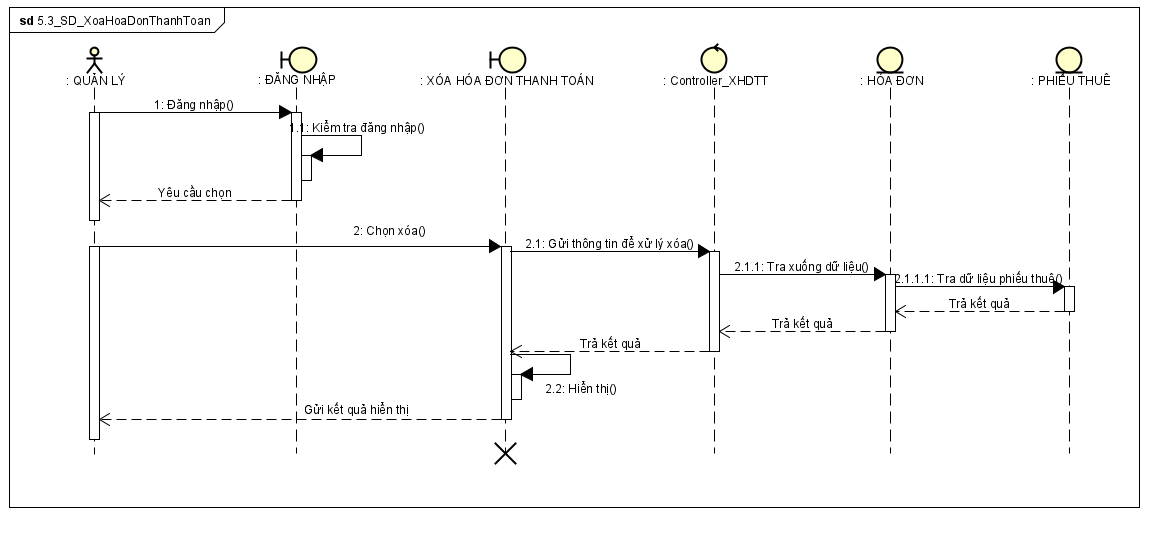 sd 5.3_SD_XoaHoaDonThanhToan
: QUẢN LÝ
: ĐĂNG NHẬP
: XÓA HÓA ĐƠN THANH TOÁN
: Controller_XHDTT
: HÓA ĐƠN
: PHIẾU THUÊ
1: Đăng nhập()
1.1: Kiểm tra đăng nhập()
Yêu cầu chọn
2: Chọn xóa()
2.1: Gửi thông tin để xử lý xóa()
2.1.1: Tra xuống dữ liệu()
2.1.1.1: Tra dữ liệu phiếu thuê()
Trả kết quả
Trả kết quả
Trả kết quả
2.2: Hiển thị()
Gửi kết quả hiển thị